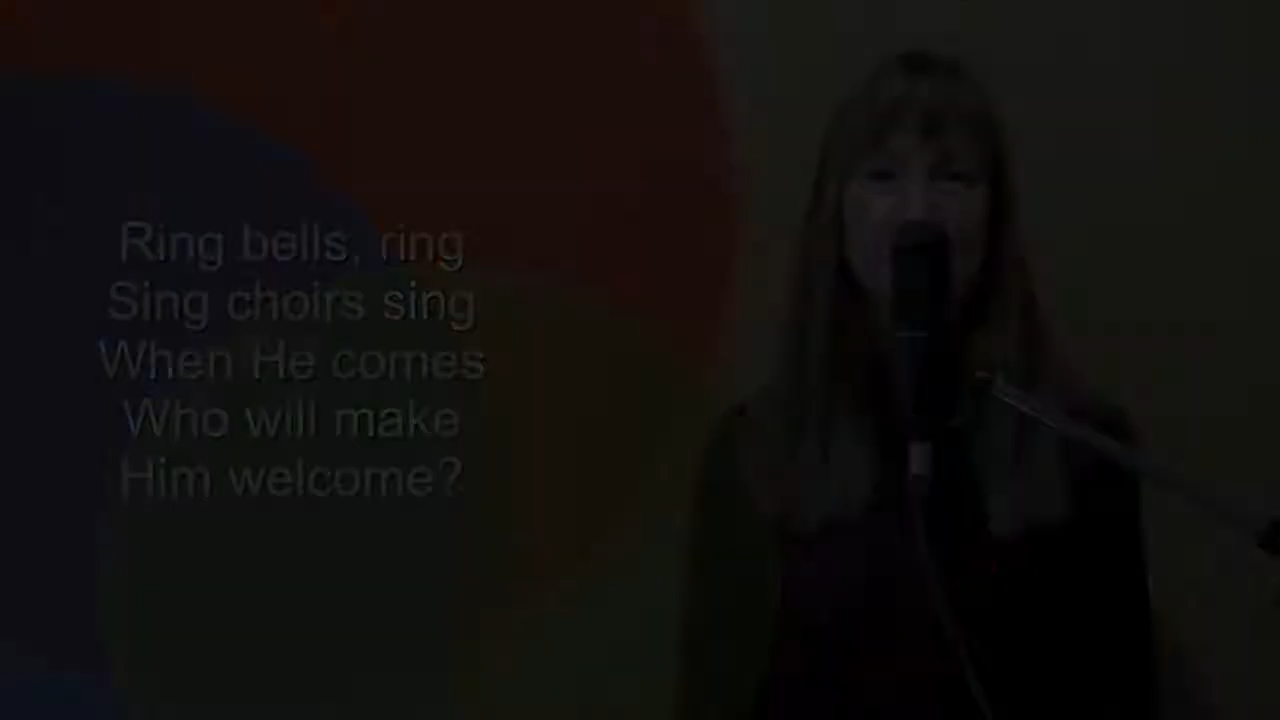 Ring bells, ring
Sing choirs sing
When He comes
Who will make
Him welcome?